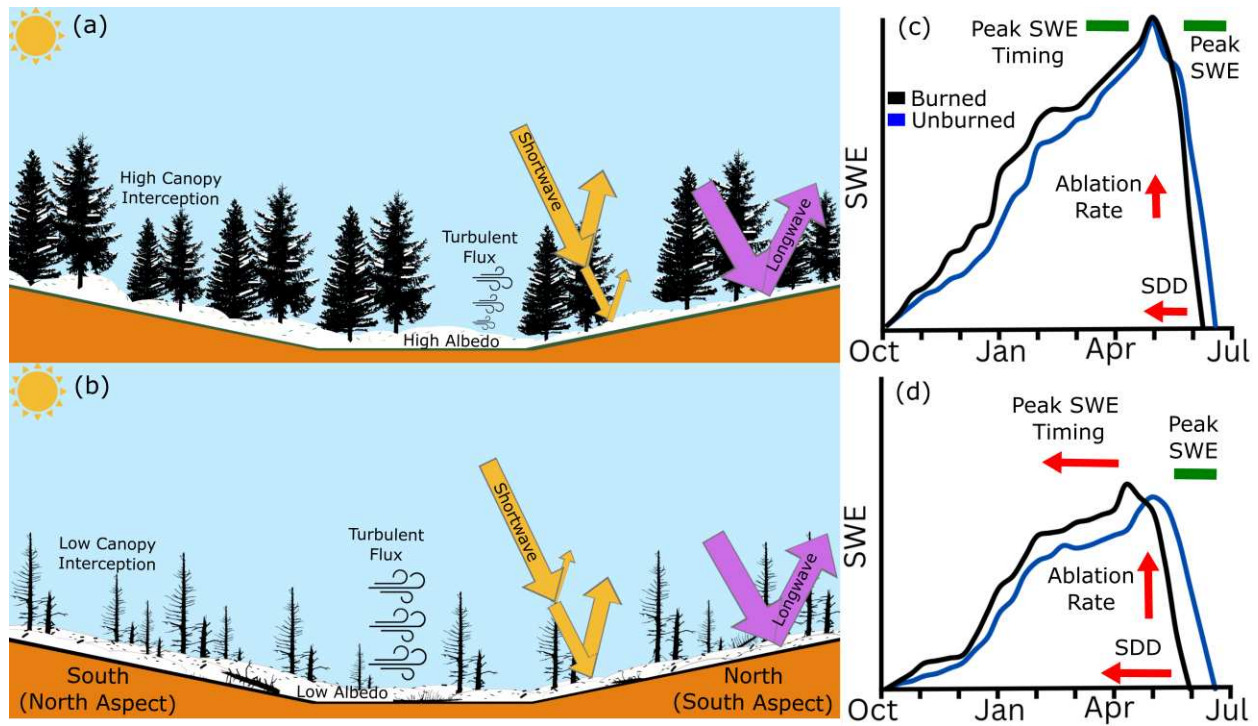 (a)
High Canopy
Interception
Turbulent
Flux
Shortwave
Longwave
High Albedo
(b)
Low Canopy
Interception
Turbulent
Flux
Shortwave
Longwave
Low Albedo
South
(North Aspect)
North
(South Aspect)
(c)
Peak SWE
Timing
Peak
SWE
Burned
Unburned
SWE
Ablation
Rate
SDD
Oct Jan Apr Jul
(d)
Peak SWE
Timing
Peak
SWE
SWE
Ablation
Rate
SDD
Oct Jan Apr Jul